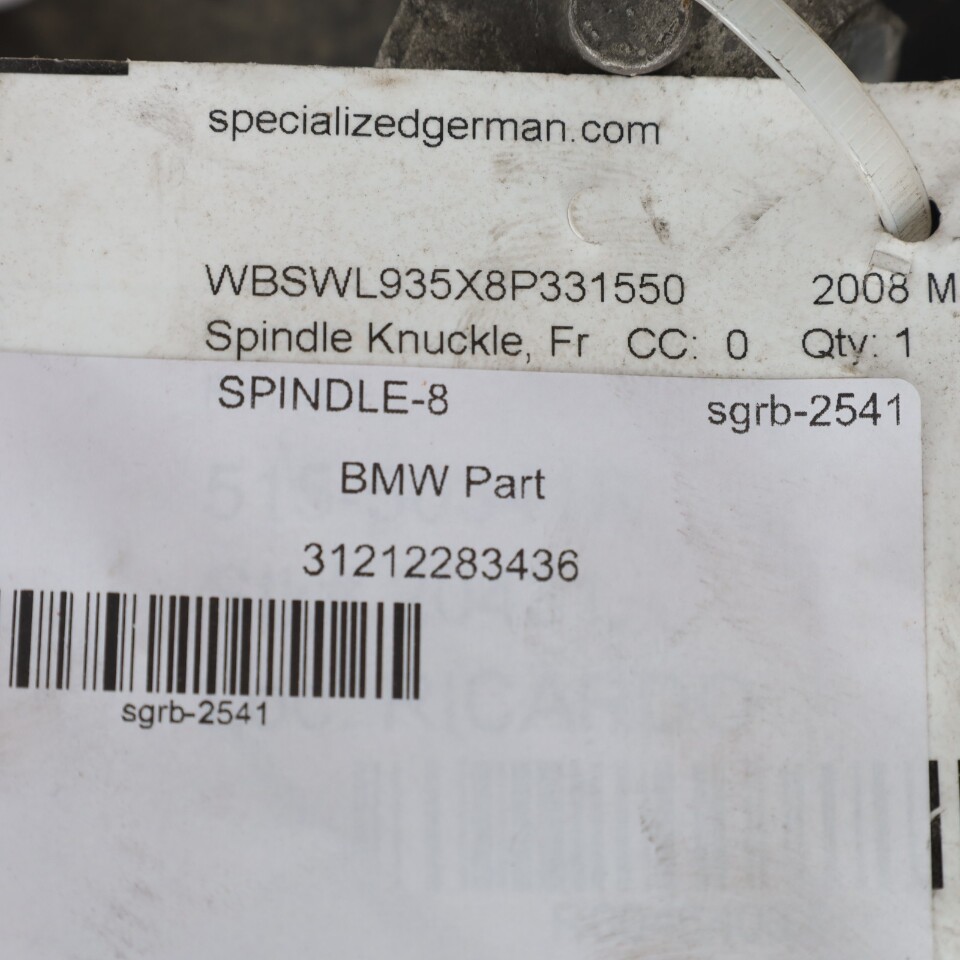 specializedgerman.com
WBSWL935X8P331550 2008 M
Spindle Knuckle, Fr CC: 0 Qty: 1
SPINDLE-8 sgrb-2541
BMW Part
31212283436
sgrb-2541